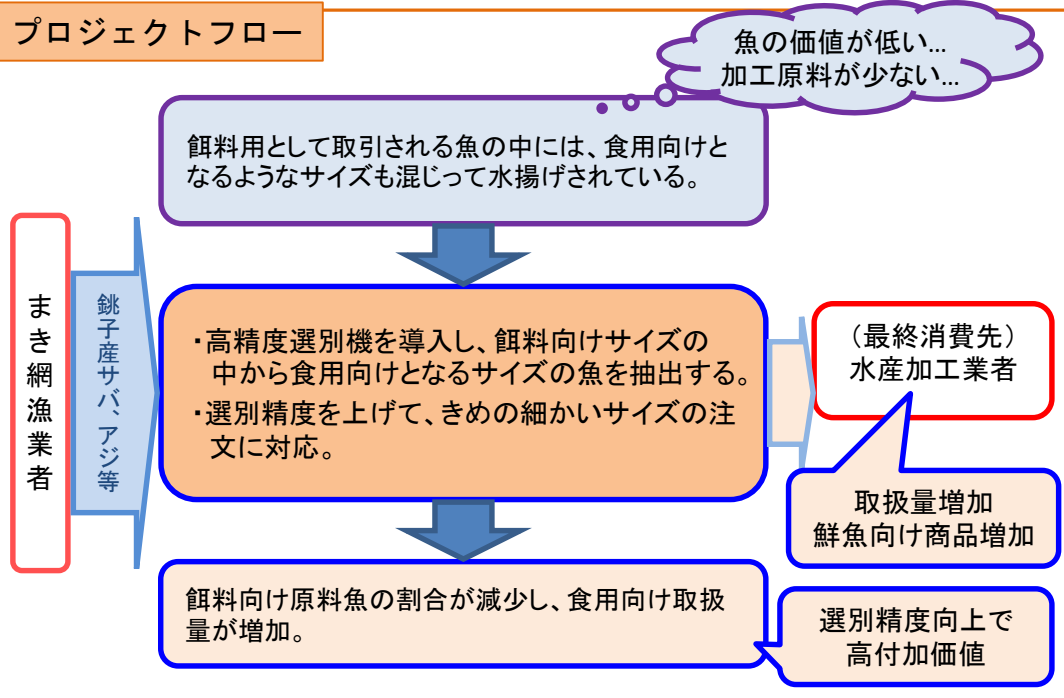 プロジェクトフロー
魚の価値が低い…
加工原料が少ない…
餌料用として取引される魚の中には、食用向けと
なるようなサイズも混じって水揚げされている。
まき網漁業者
銚子産サバ、アジ等
・高精度選別機を導入し、餌料向けサイズの
中から食用向けとなるサイズの魚を抽出する。
・選別精度を上げて、きめの細かいサイズの注
文に対応。
（最終消費先）
水産加工業者
取扱量増加
鮮魚向け商品増加
餌料向け原料魚の割合が減少し、食用向け取扱
量が増加。
選別精度向上で
高付加価値